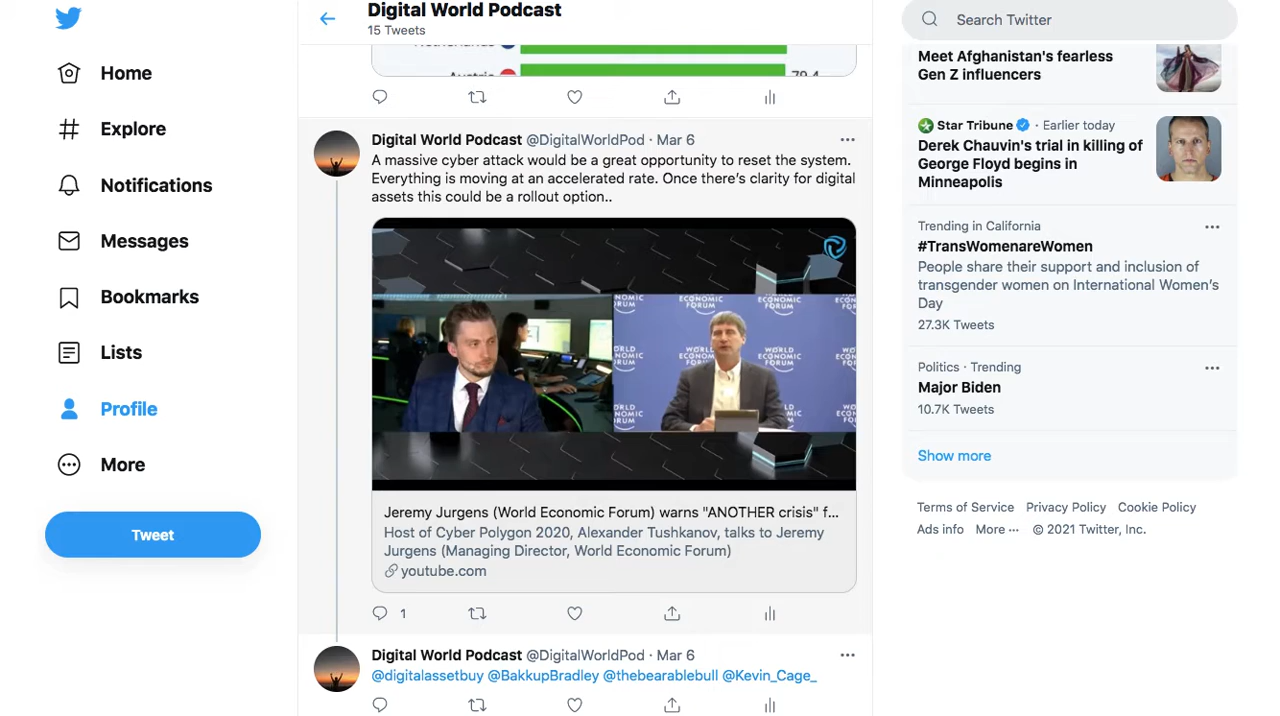 Home
Explore
Notifications
Messages
Bookmarks
Lists
Profile
More
Tweet
Digital World Podcast
15 Tweets
Netherlands
Austria
79.4
Digital World Podcast @DigitalWorldPod · Mar 6
A massive cyber attack would be a great opportunity to reset the system.
Everything is moving at an accelerated rate. Once there's clarity for digital
assets this could be a rollout option..
WORLD ECONOMIC FORUM
Jeremy Jurgens (World Economic Forum) warns "ANOTHER crisis" f...
Host of Cyber Polygon 2020, Alexander Tushkanov, talks to Jeremy
Jurgens (Managing Director, World Economic Forum)
youtube.com
1
Digital World Podcast @DigitalWorldPod · Mar 6
@digitalassetbuy @BakkupBradley @thebearablebull @Kevin_Cage_
Search Twitter
Meet Afghanistan's fearless
Gen Z influencers
Star Tribune · Earlier today
Derek Chauvin's trial in killing of
George Floyd begins in
Minneapolis
Trending in California
#TransWomenareWomen
People share their support and inclusion of
transgender women on International Women's
Day
27.3K Tweets
Politics · Trending
Major Biden
10.7K Tweets
Show more
Terms of Service Privacy Policy Cookie Policy
Ads info More ··· © 2021 Twitter, Inc.